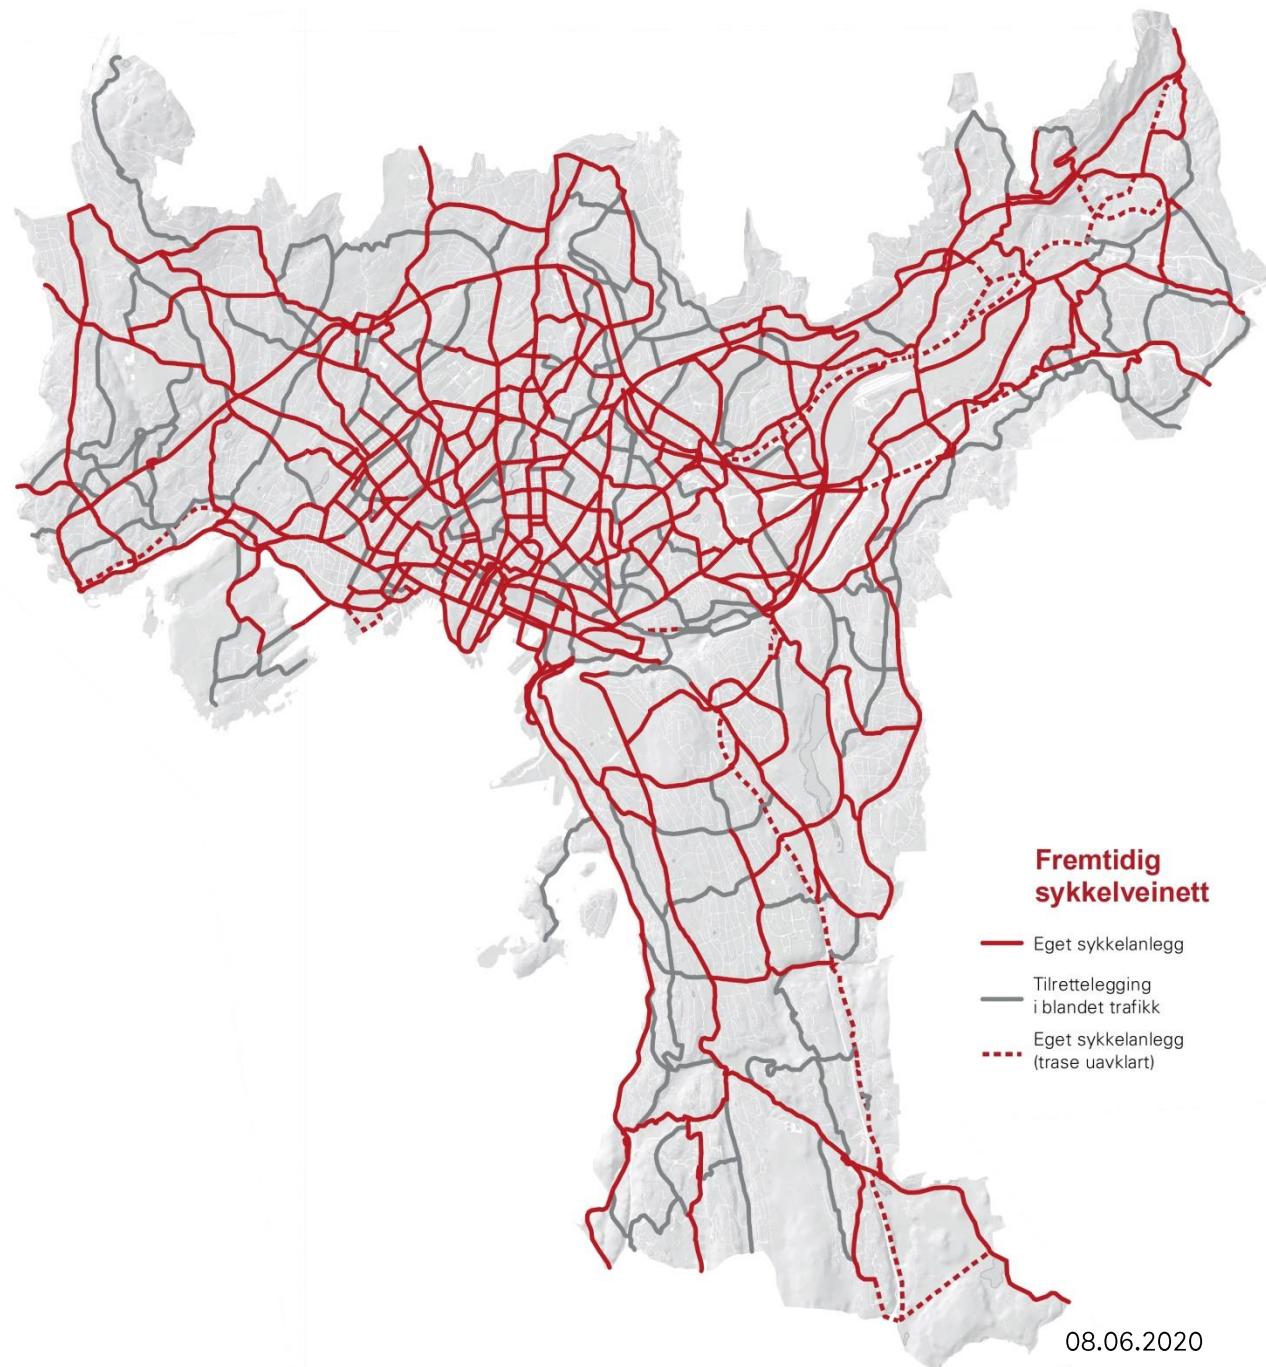 Fremtidig
sykkelveinett
Eget sykkelanlegg
Tilrettelegging
i blandet trafikk
Eget sykkelanlegg
(trase uavklart)
08.06.2020